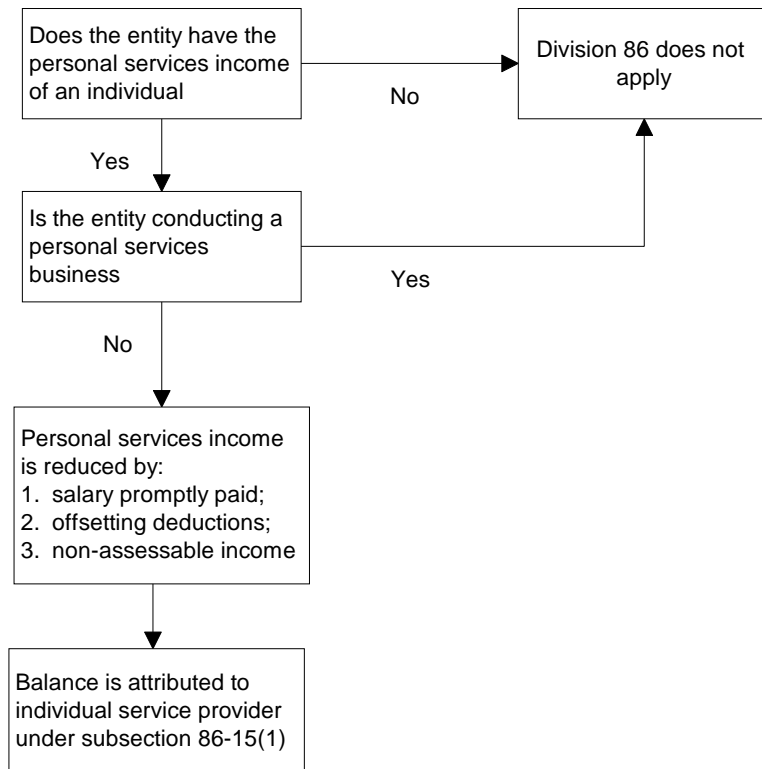 Does the entity have the
personal services income
of an individual
No
Division 86 does not
apply
Yes
Is the entity conducting a
personal services
business
Yes
No
Personal services income
is reduced by:
1. salary promptly paid;
2. offsetting deductions;
3. non-assessable income
Balance is attributed to
individual service provider
under subsection 86-15(1)